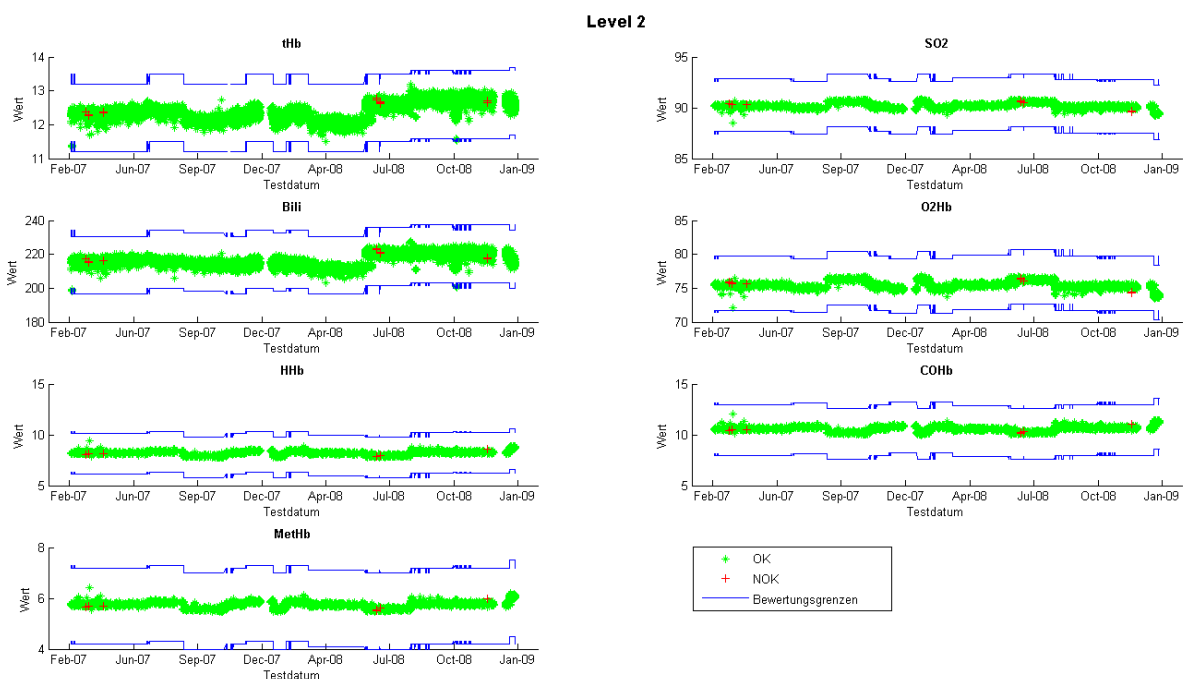 Level 2
tHb
14
13
12
11
Wert
Feb-07 Jun-07 Sep-07 Dec-07 Apr-08 Jul-08 Oct-08 Jan-09
Testdatum
SO2
95
90
85
Wert
Feb-07 Jun-07 Sep-07 Dec-07 Apr-08 Jul-08 Oct-08 Jan-09
Testdatum
Bili
240
220
200
180
Wert
Feb-07 Jun-07 Sep-07 Dec-07 Apr-08 Jul-08 Oct-08 Jan-09
Testdatum
O2Hb
85
80
75
70
Wert
Feb-07 Jun-07 Sep-07 Dec-07 Apr-08 Jul-08 Oct-08 Jan-09
Testdatum
HHb
15
10
5
Wert
Feb-07 Jun-07 Sep-07 Dec-07 Apr-08 Jul-08 Oct-08 Jan-09
Testdatum
COHb
15
10
5
Wert
Feb-07 Jun-07 Sep-07 Dec-07 Apr-08 Jul-08 Oct-08 Jan-09
Testdatum
MetHb
8
6
4
Wert
Feb-07 Jun-07 Sep-07 Dec-07 Apr-08 Jul-08 Oct-08 Jan-09
Testdatum
OK
NOK
Bewertungsgrenzen